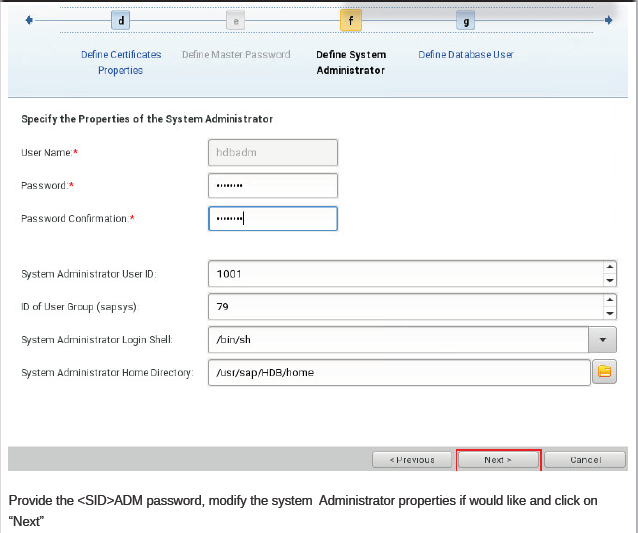 d e f g
Define Certificates Define Master Password Define System Define Database User
Properties Administrator
Specify the Properties of the System Administrator
User Name:* hdbadm
Password:* ••••••••
Password Confirmation:* ••••••••
System Administrator User ID: 1001
ID of User Group (sapsys): 79
System Administrator Login Shell: /bin/sh
System Administrator Home Directory: /usr/sap/HDB/home
< Previous Next > Cancel
Provide the <SID>ADM password, modify the system Administrator properties if would like and click on
“Next”